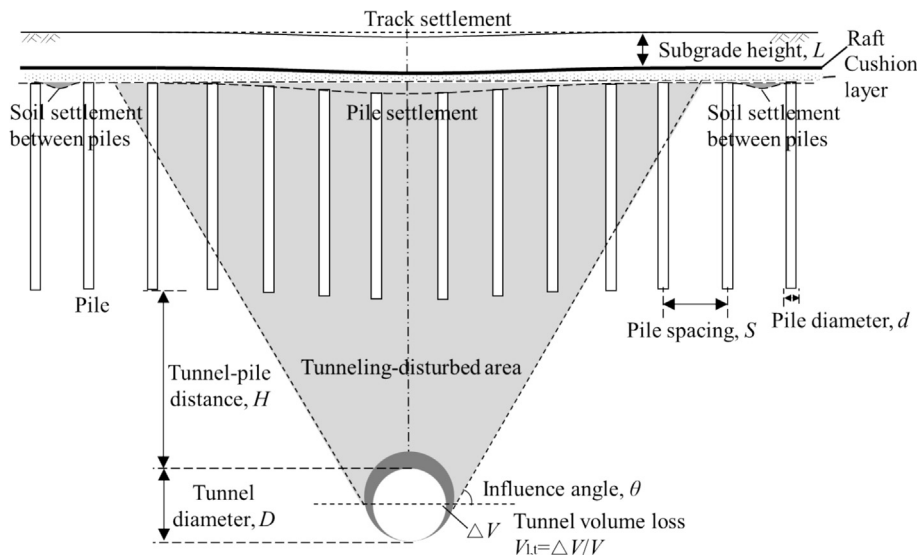 Track settlement
Subgrade height, L
Raft
Cushion
layer
Soil settlement
between piles
Pile settlement
Soil settlement
between piles
Pile
Pile spacing, S
Pile diameter, d
Tunnel-pile
distance, H
Tunneling-disturbed area
Tunnel
diameter, D
Influence angle, θ
△V
Tunnel volume loss
V_{l,t}=△V/V